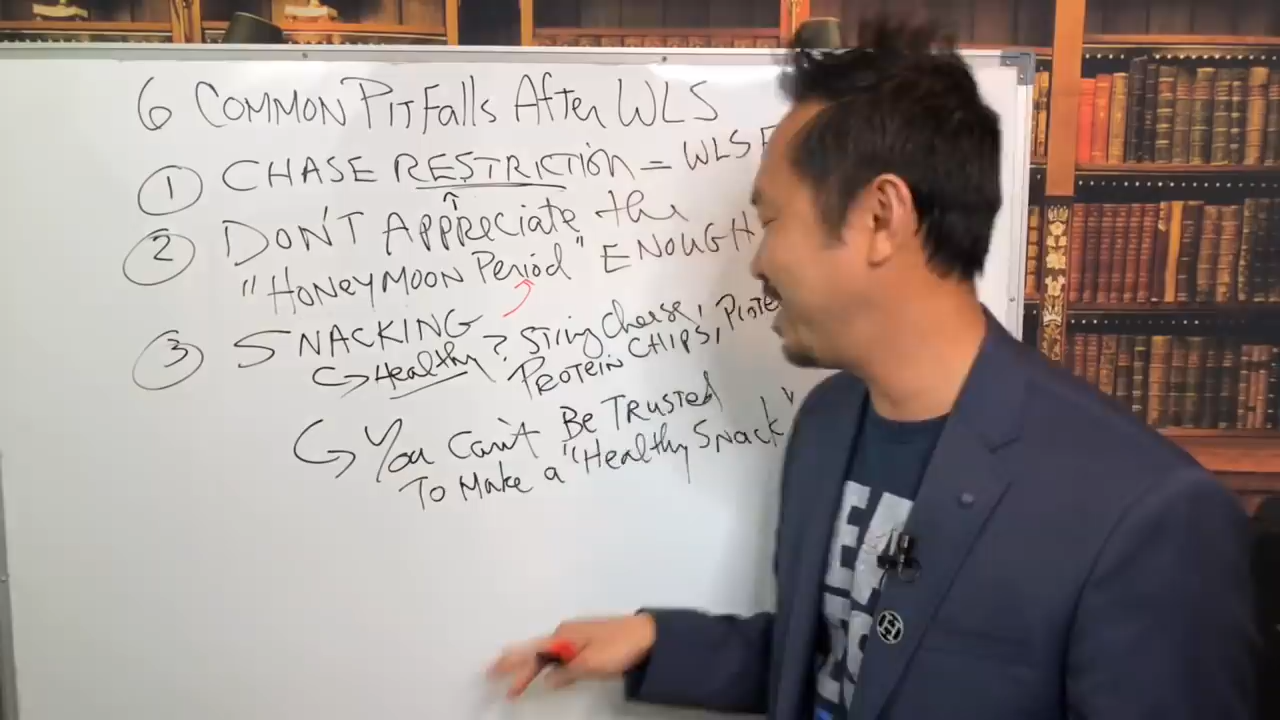 6 COMMON PITFalls AfteR WLS
① CHASE RESTRICTION = WLS F
② DON'T APPReciate the
"HONeyMOON Period" ENOUGH
③ SNACKING
Healthy? String Cheese,
PROTEIN CHIPS, PROTE
You Can't Be TRUSTED
To Make a "Healthy SNACK"
H